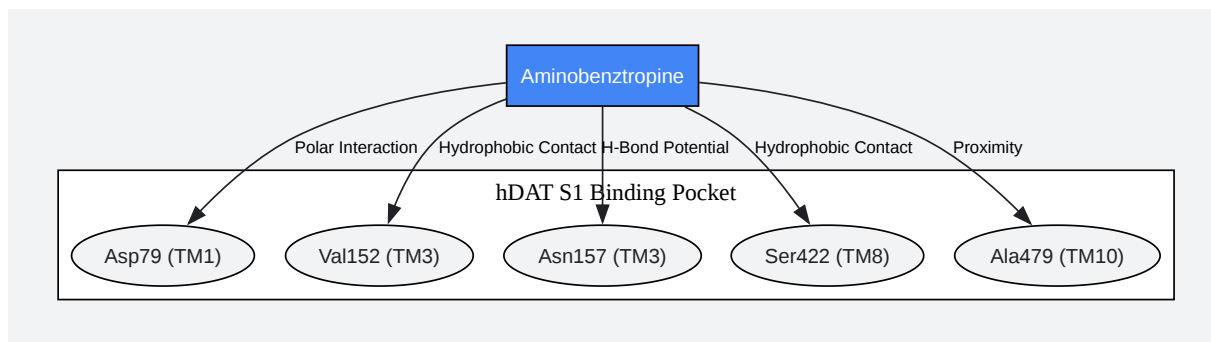 Aminobenztropine
Polar Interaction
Hydrophobic Contact
H-Bond Potential
Hydrophobic Contact
Proximity
hDAT S1 Binding Pocket
Asp79 (TM1)
Val152 (TM3)
Asn157 (TM3)
Ser422 (TM8)
Ala479 (TM10)